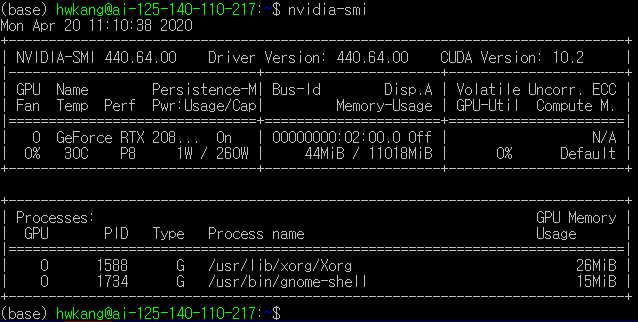 (base) hwkang@ai-125-140-110-217:~$ nvidia-smi
Mon Apr 20 11:10:38 2020
+-----------------------------------------------------------------------------+
| NVIDIA-SMI 440.64.00    Driver Version: 440.64.00    CUDA Version: 10.2     |
|-------------------------------+----------------------+----------------------+
| GPU  Name        Persistence-M| Bus-Id        Disp.A | Volatile Uncorr. ECC |
| Fan  Temp  Perf  Pwr:Usage/Cap|         Memory-Usage | GPU-Util  Compute M. |
|===============================+======================+======================|
|   0  GeForce RTX 208...  On   | 00000000:02:00.0 Off |                  N/A |
|  0%   30C    P8     1W / 260W |     44MiB / 11018MiB |      0%      Default |
+-------------------------------+----------------------+----------------------+
+-----------------------------------------------------------------------------+
| Processes:                                                       GPU Memory |
|  GPU       PID   Type   Process name                             Usage      |
|=============================================================================|
|    0      1588      G   /usr/lib/xorg/Xorg                            26MiB |
|    0      1734      G   /usr/bin/gnome-shell                          15MiB |
+-----------------------------------------------------------------------------+
(base) hwkang@ai-125-140-110-217:~$